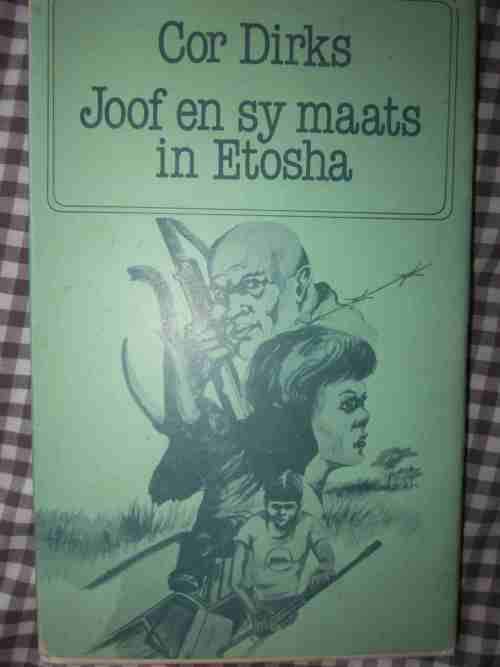 Cor Dirks
Joof en sy maats
in Etosha